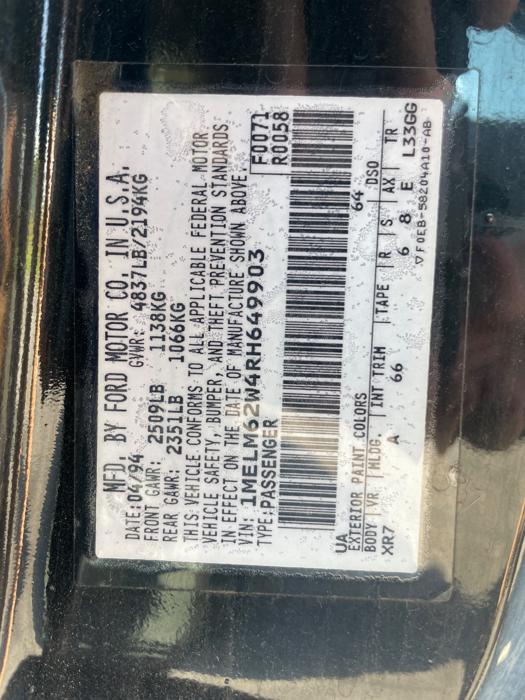 MFD. BY FORD MOTOR CO. IN U.S.A.
DATE: 04/94 GVWR: 4837LB/2194KG
FRONT GAWR: 2509LB 1138KG
REAR GAWR: 2351LB 1066KG
THIS VEHICLE CONFORMS TO ALL APPLICABLE FEDERAL MOTOR
VEHICLE SAFETY, BUMPER, AND THEFT PREVENTION STANDARDS
IN EFFECT ON THE DATE OF MANUFACTURE SHOWN ABOVE.
VIN: 1MELM62W4RH649903 F0071
TYPE: PASSENGER R0058
UA 64
EXTERIOR PAINT COLORS DSO
BODY VR MLDG. INT TRIM TAPE R S AX TR
XR7 A 66 6 8 E L33GG
▽F0EB-58204A10-AB